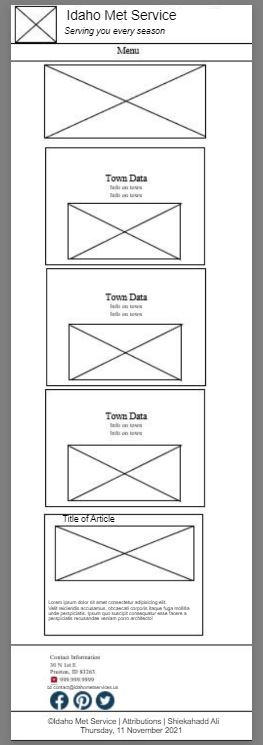 Idaho Met Service
Serving you every season
Menu
Town Data
Info on town
Info on town
Town Data
Info on town
Info on town
Town Data
Info on town
Info on town
Title of Article
Lorem ipsum dolor sit amet consectetur adipisicing elit.
Velit reiciendis accusamus, obcaecati corporis itaque fuga mollitia
unde perspiciatis. Ipsum quo suscipit consequatur esse facere a
perspiciatis recusandae veniam porro architecto!
Contact Information
30 N 1st E
Preston, ID 83263
999.999.9999
contact@idahometservices.us
©Idaho Met Service | Attributions | Shiekahadd Ali
Thursday, 11 November 2021